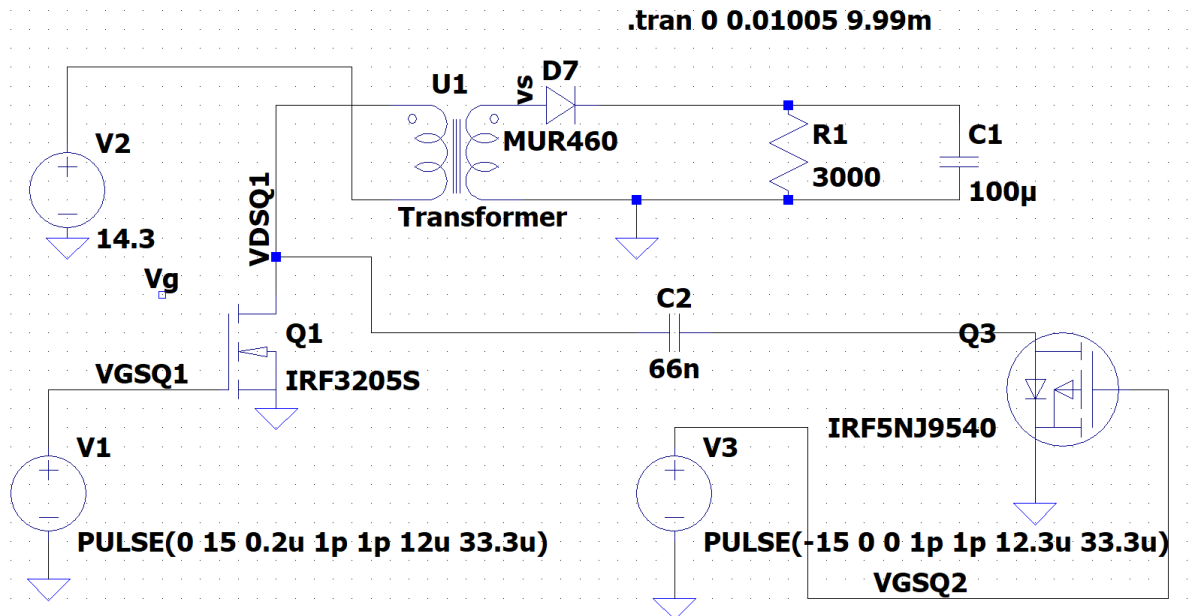 .tran 0 0.01005 9.99m
U1
vs
D7
V2
MUR460
R1
C1
3000
100µ
VDSQ1
Transformer
14.3
Vg
C2
Q1
Q3
66n
VGSQ1
IRF3205S
IRF5NJ9540
V1
V3
PULSE(0 15 0.2u 1p 1p 12u 33.3u)
PULSE(-15 0 0 1p 1p 12.3u 33.3u)
VGSQ2